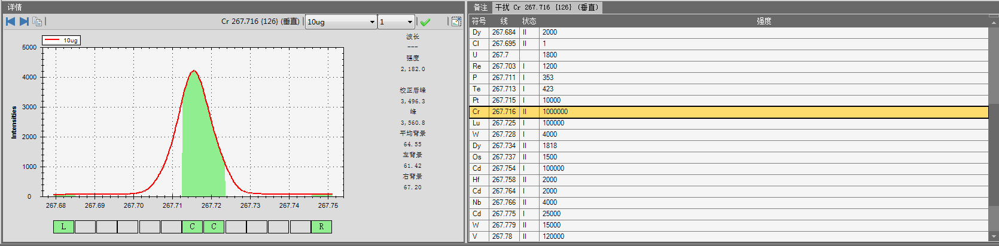 详情
Cr 267.716 {126} (垂直) 10ug 1
10ug
波长
---
强度
2,182.0
校正后峰
3,496.3
峰
3,560.8
平均背景
64.55
左背景
61.42
右背景
67.20
Intensities
5000
4000
3000
2000
1000
0
267.68 267.69 267.70 267.71 267.72 267.73 267.74 267.75
L C C R
备注 干扰 Cr 267.716 {126} (垂直)
符号 线 状态 强度
Dy 267.684 II 2000
Cl 267.695 II 1
U 267.7 1800
Re 267.703 I 1200
P 267.711 I 353
Te 267.713 I 423
Pt 267.715 I 10000
Cr 267.716 II 1000000
Lu 267.725 I 100000
W 267.728 I 4000
Dy 267.734 II 1818
Os 267.737 II 1500
Cd 267.754 I 100000
Hf 267.758 II 2000
Cd 267.764 I 2000
Nb 267.766 II 4000
Cd 267.775 I 25000
W 267.779 II 15000
V 267.78 II 120000